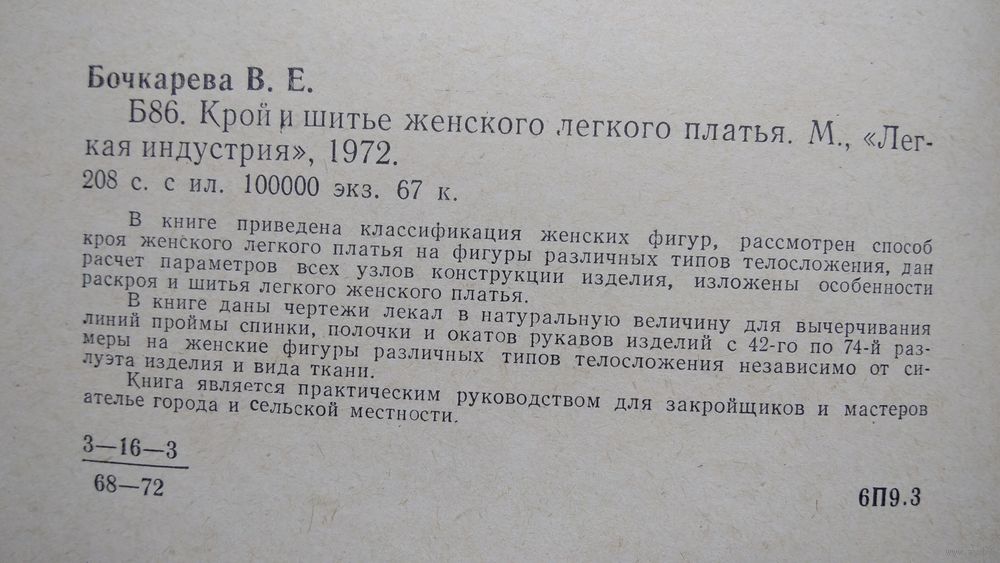 Бочкарева В. Е.
Б86. Крой и шитье женского легкого платья. М., «Лег-
кая индустрия», 1972.
208 с. с ил. 100000 экз. 67 к.
В книге приведена классификация женских фигур, рассмотрен способ
кроя женского легкого платья на фигуры различных типов телосложения, дан
расчет параметров всех узлов конструкции изделия, изложены особенности
раскроя и шитья легкого женского платья.
В книге даны чертежи лекал в натуральную величину для вычерчивания
линий проймы спинки, полочки и окатов рукавов изделий с 42-го по 74-й раз-
меры на женские фигуры различных типов телосложения независимо от си-
луэта изделия и вида ткани.
Книга является практическим руководством для закройщиков и мастеров
ателье города и сельской местности.
3—16—3
68—72
6П9.3